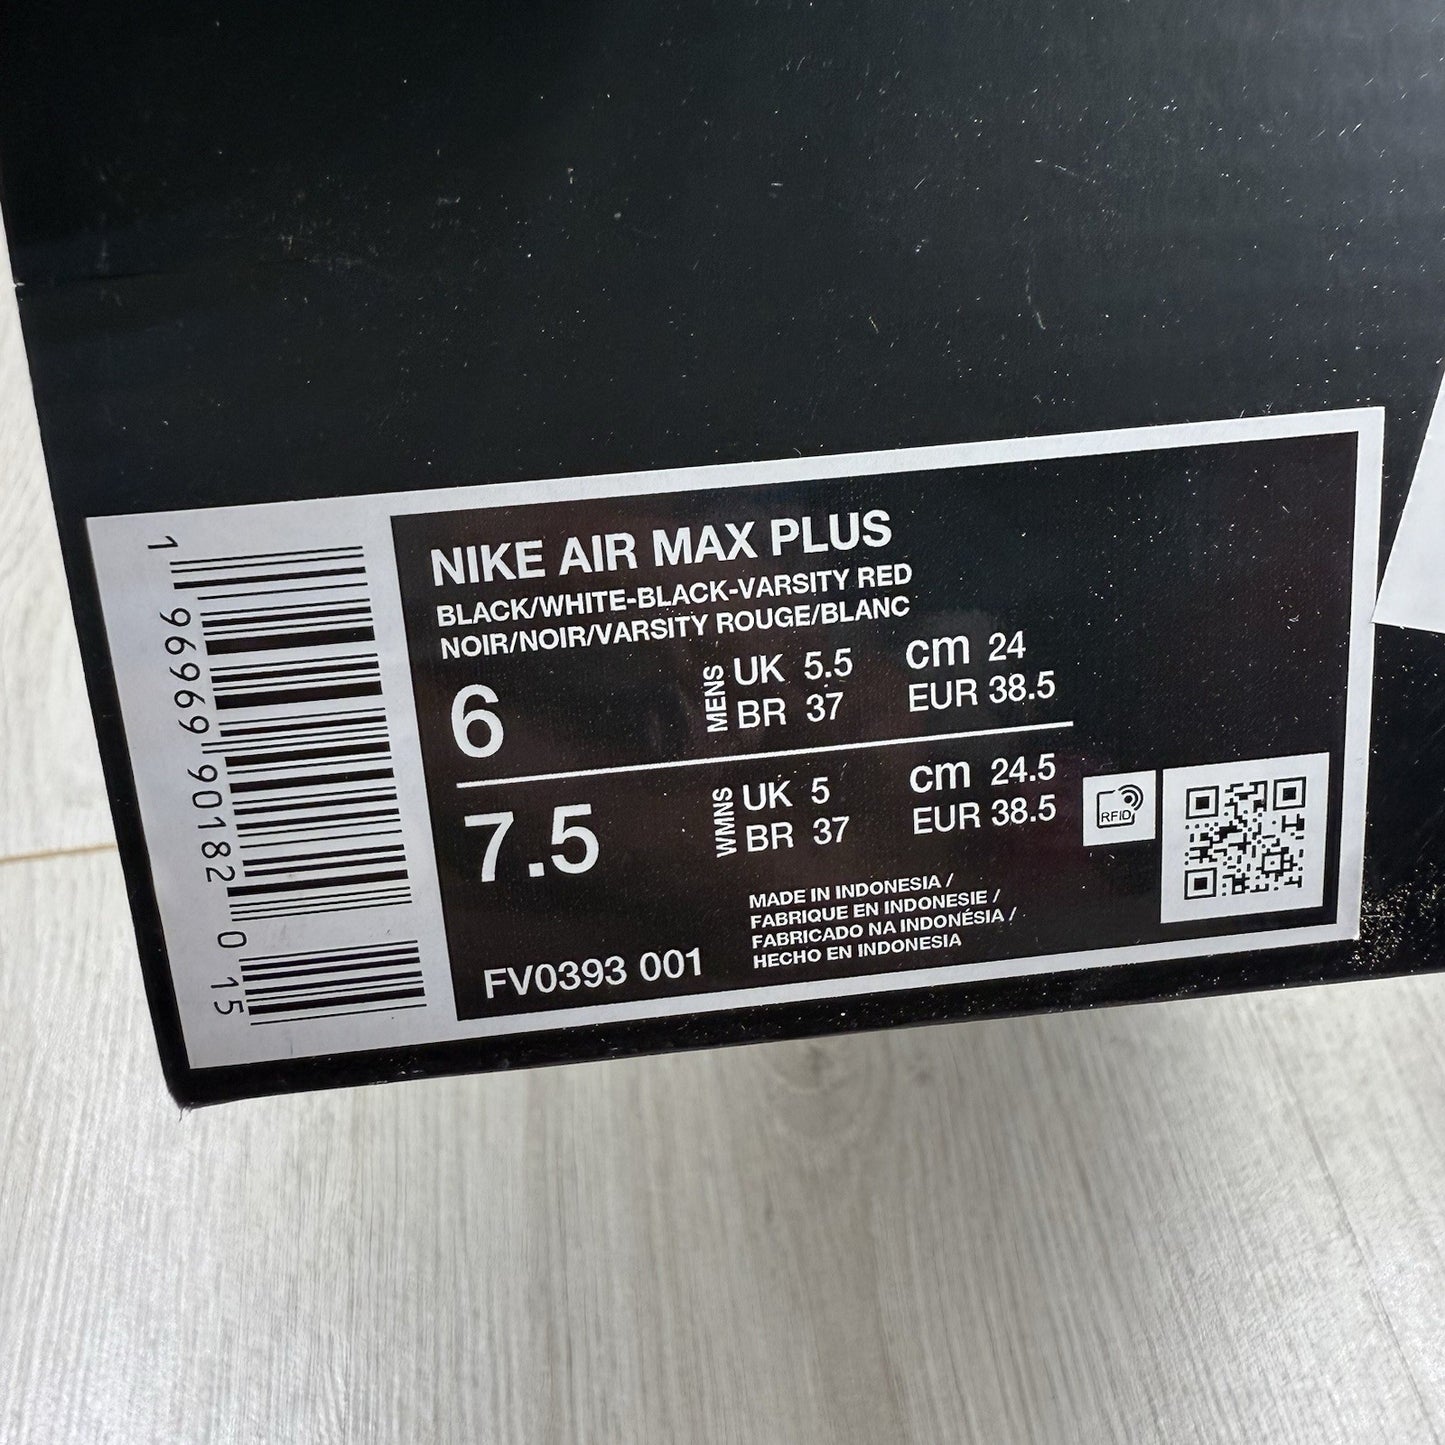 NIKE AIR MAX PLUS
BLACK/WHITE-BLACK-VARSITY RED
NOIR/NOIR/VARSITY ROUGE/BLANC
6 MENS UK 5.5 cm 24
BR 37 EUR 38.5
7.5 WMNS UK 5 cm 24.5
BR 37 EUR 38.5
RFID
MADE IN INDONESIA /
FABRIQUE EN INDONESIE /
FABRICADO NA INDONÉSIA /
HECHO EN INDONESIA
FV0393 001
1 96969 90182 0 15